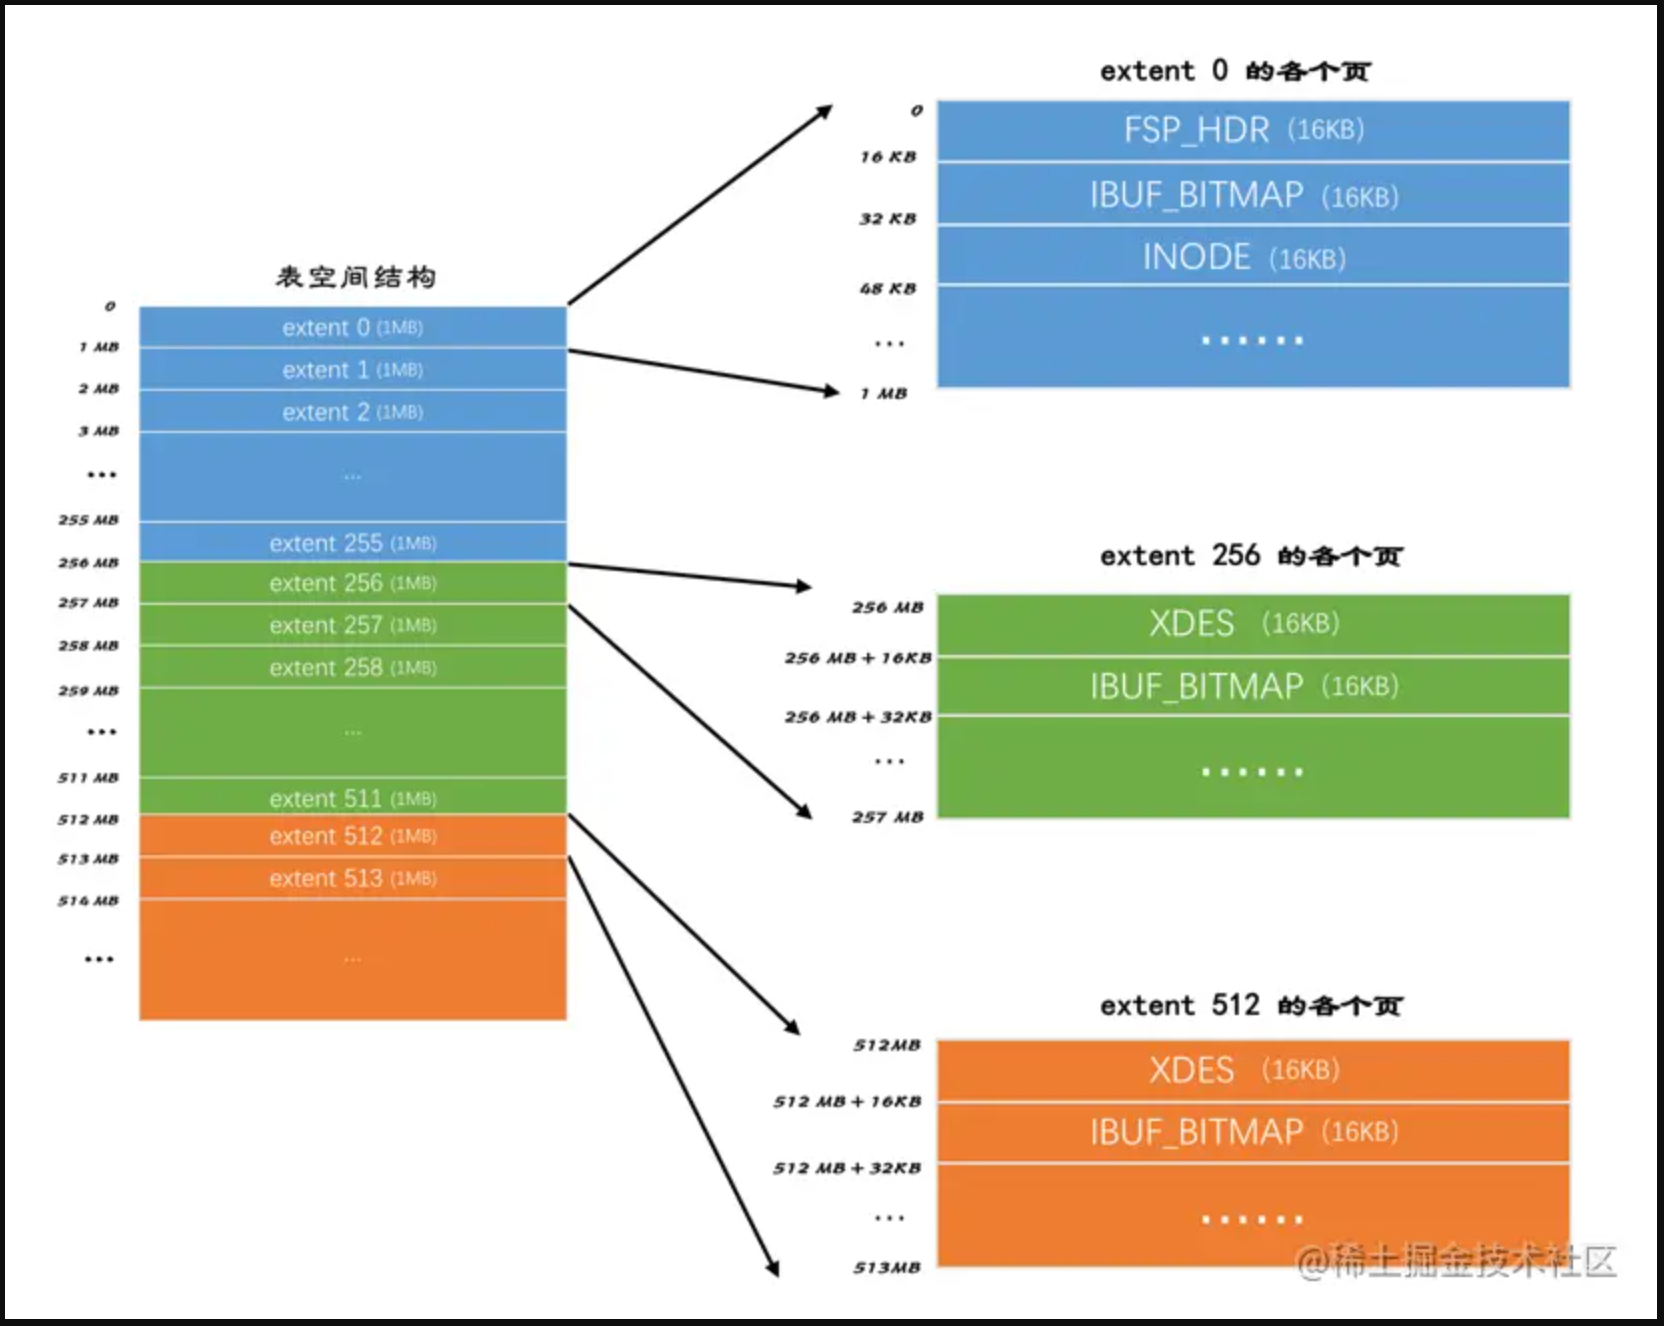 表空间结构
0
extent 0 (1MB)
1 MB
extent 1 (1MB)
2 MB
extent 2 (1MB)
3 MB
...
...
255 MB
extent 255 (1MB)
256 MB
extent 256 (1MB)
257 MB
extent 257 (1MB)
258 MB
extent 258 (1MB)
259 MB
...
...
511 MB
extent 511 (1MB)
512 MB
extent 512 (1MB)
513 MB
extent 513 (1MB)
514 MB
...
...
extent 0 的各个页
0
FSP_HDR (16KB)
16 KB
IBUF_BITMAP (16KB)
32 KB
INODE (16KB)
48 KB
...
......
1 MB
extent 256 的各个页
256 MB
XDES (16KB)
256 MB + 16KB
IBUF_BITMAP (16KB)
256 MB + 32KB
...
......
257 MB
extent 512 的各个页
512MB
XDES (16KB)
512 MB + 16KB
IBUF_BITMAP (16KB)
512 MB + 32KB
...
......
513MB
@稀土掘金技术社区